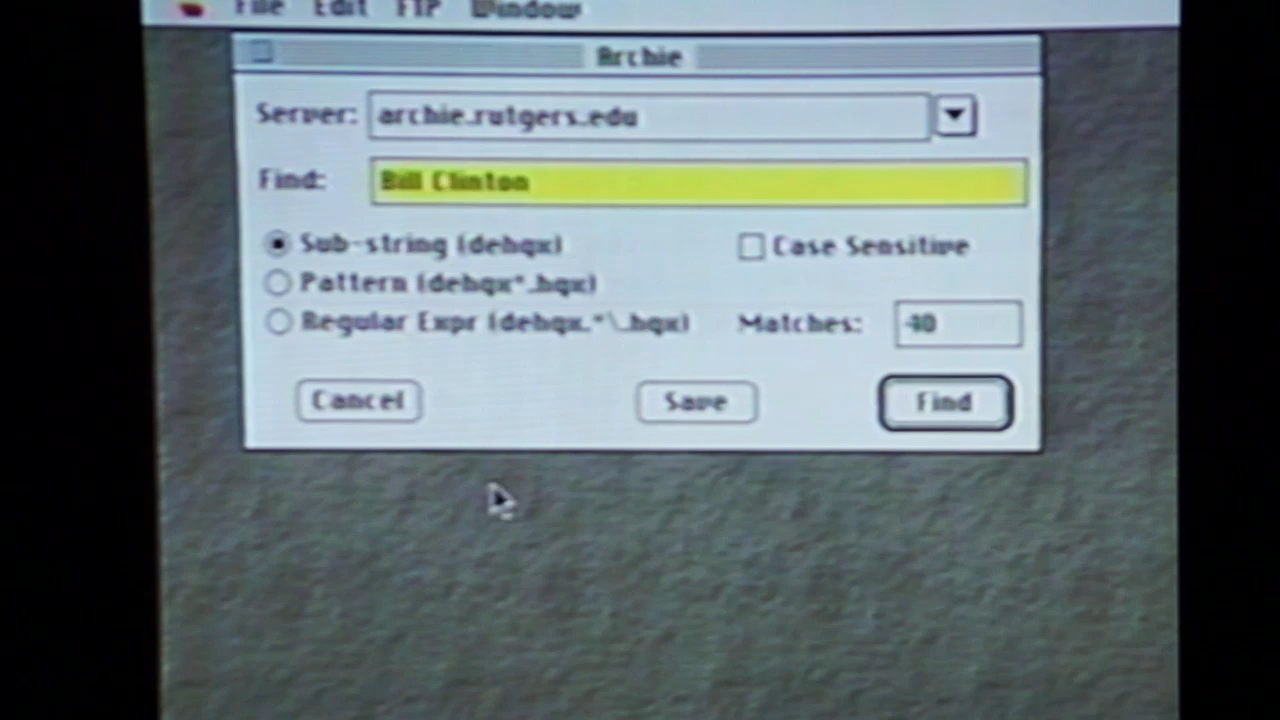 File Edit FTP Window
Archie
Server: archie.rutgers.edu
Find: Bill Clinton
Sub-string (dehqx)
Case Sensitive
Pattern (dehqx*.hqx)
Regular Expr (dehqx.*\.hqx)
Matches: 40
Cancel Save Find